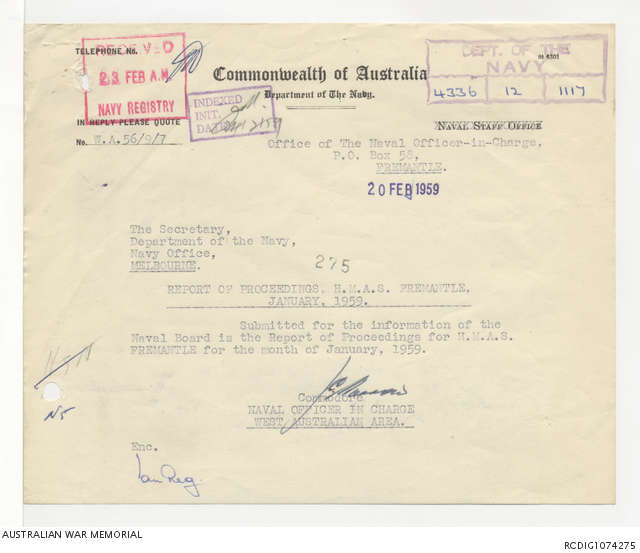 TELEPHONE No.
RECEIVED
23 FEB A.M.
NAVY REGISTRY
Commonwealth of Australia
Department of The Navy.
DEPT. OF THE
NAVY
4336 12 1117
INDEXED
INIT.
DATE
IN REPLY PLEASE QUOTE
No. W.A.56/9/7
NAVAL STAFF OFFICE
Office of The Naval Officer-in-Charge,
P.O. Box 58,
FREMANTLE.
20 FEB 1959
The Secretary,
Department of the Navy,
Navy Office,
MELBOURNE.
275
REPORT OF PROCEEDINGS, H.M.A.S. FREMANTLE,
JANUARY, 1959.
Submitted for the information of the
Naval Board is the Report of Proceedings for H.M.A.S.
FREMANTLE for the month of January, 1959.
Commodore
NAVAL OFFICER IN CHARGE
WEST AUSTRALIAN AREA.
Enc.
AUSTRALIAN WAR MEMORIAL
RCDIG1074275